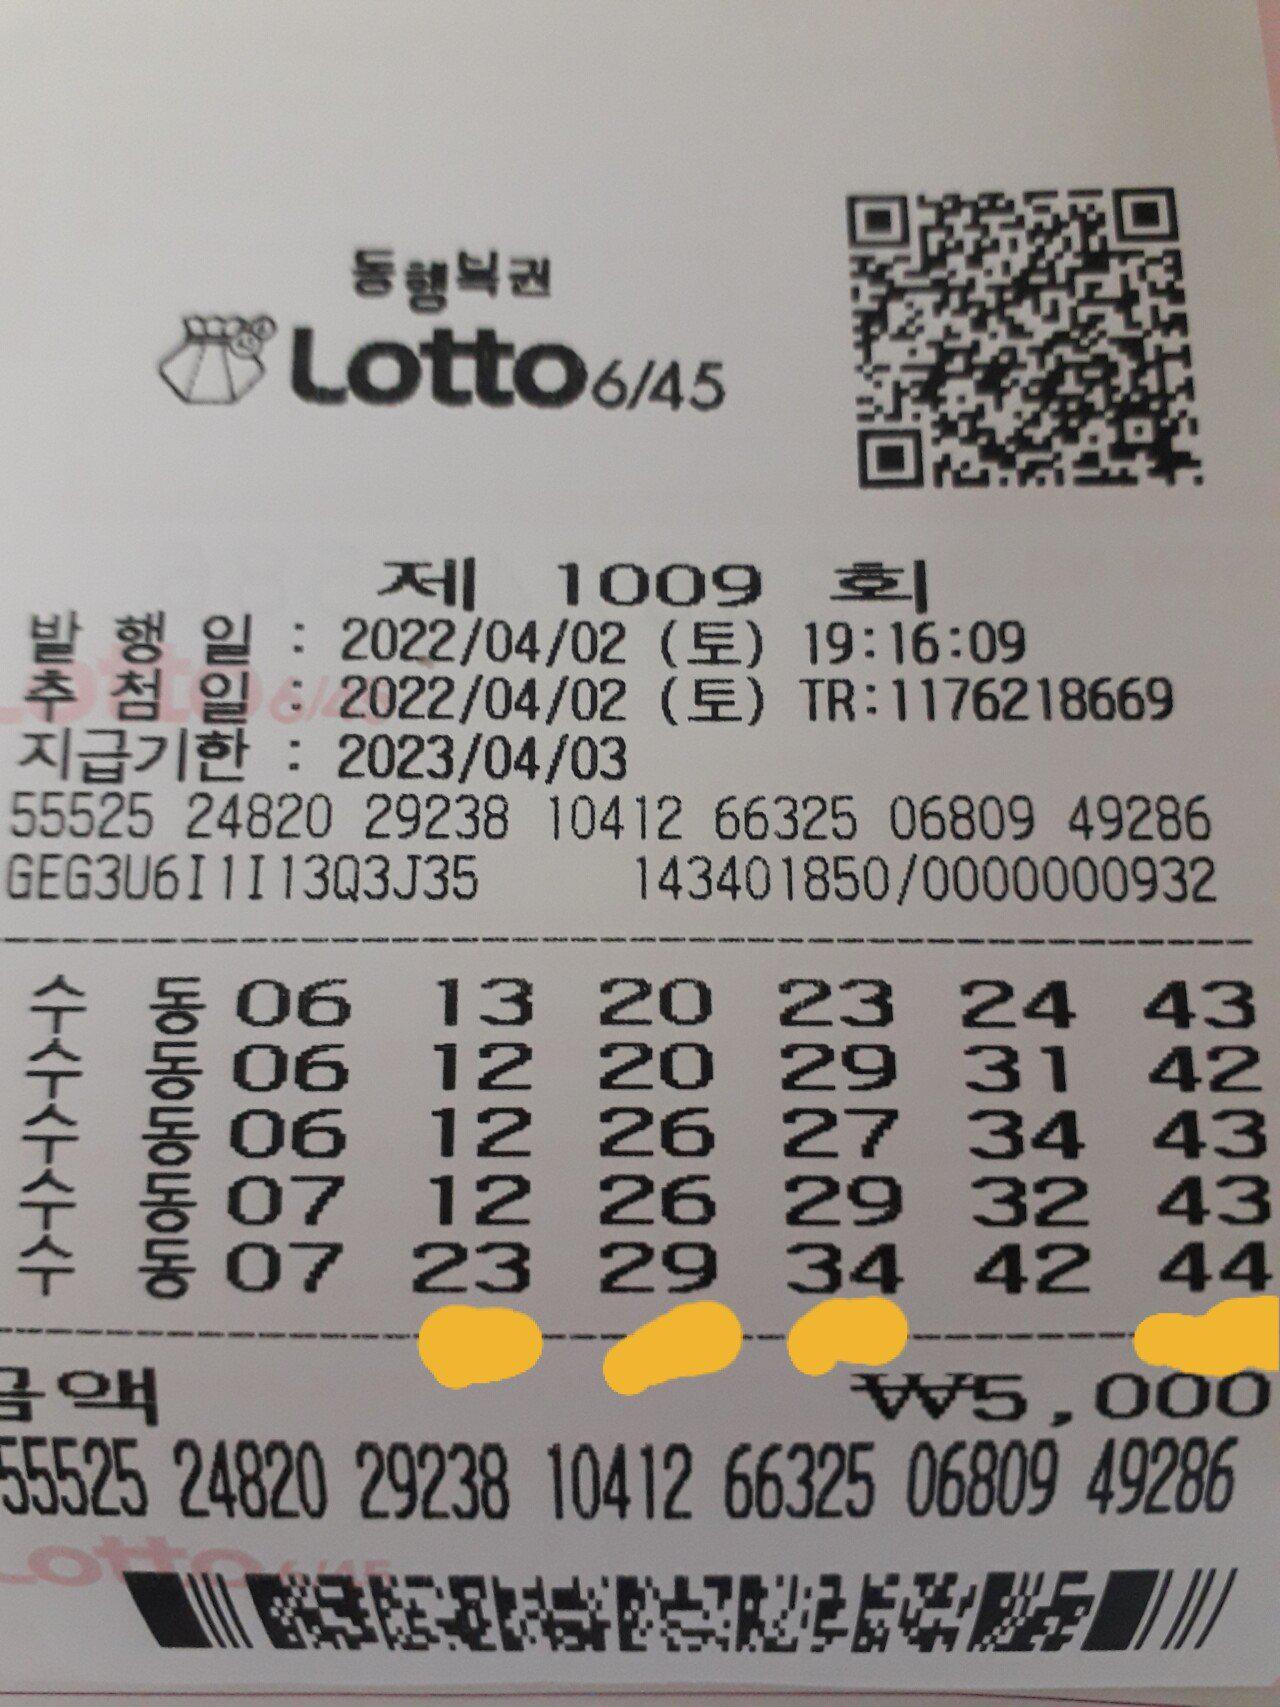 동행복권
Lotto 6/45
제 1009 회
발 행 일 : 2022/04/02 (토) 19:16:09
추 첨 일 : 2022/04/02 (토) TR:1176218669
지급기한 : 2023/04/03
55525 24820 29238 10412 66325 06809 49286
GEG3U6I1I13Q3J35 143401850/0000000932
수 동 06 13 20 23 24 43
수 동 06 12 20 29 31 42
수 동 06 12 26 27 34 43
수 동 07 12 26 29 32 43
수 동 07 23 29 34 42 44
금액 ₩5,000
55525 24820 29238 10412 66325 06809 49286
Lotto 6/45